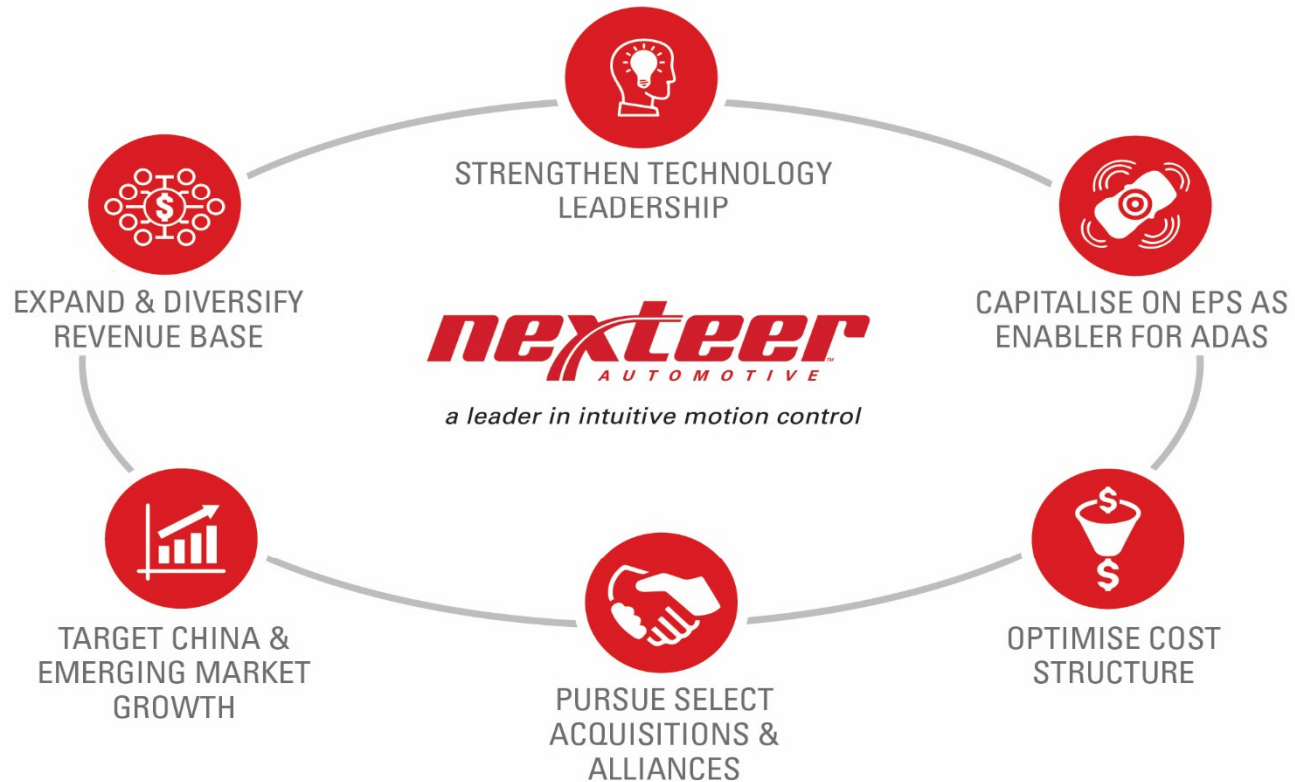 STRENGTHEN TECHNOLOGY
LEADERSHIP
EXPAND & DIVERSIFY
REVENUE BASE
CAPITALISE ON EPS AS
ENABLER FOR ADAS
nexteer™
AUTOMOTIVE
a leader in intuitive motion control
TARGET CHINA &
EMERGING MARKET
GROWTH
PURSUE SELECT
ACQUISITIONS &
ALLIANCES
OPTIMISE COST
STRUCTURE
$
$
$